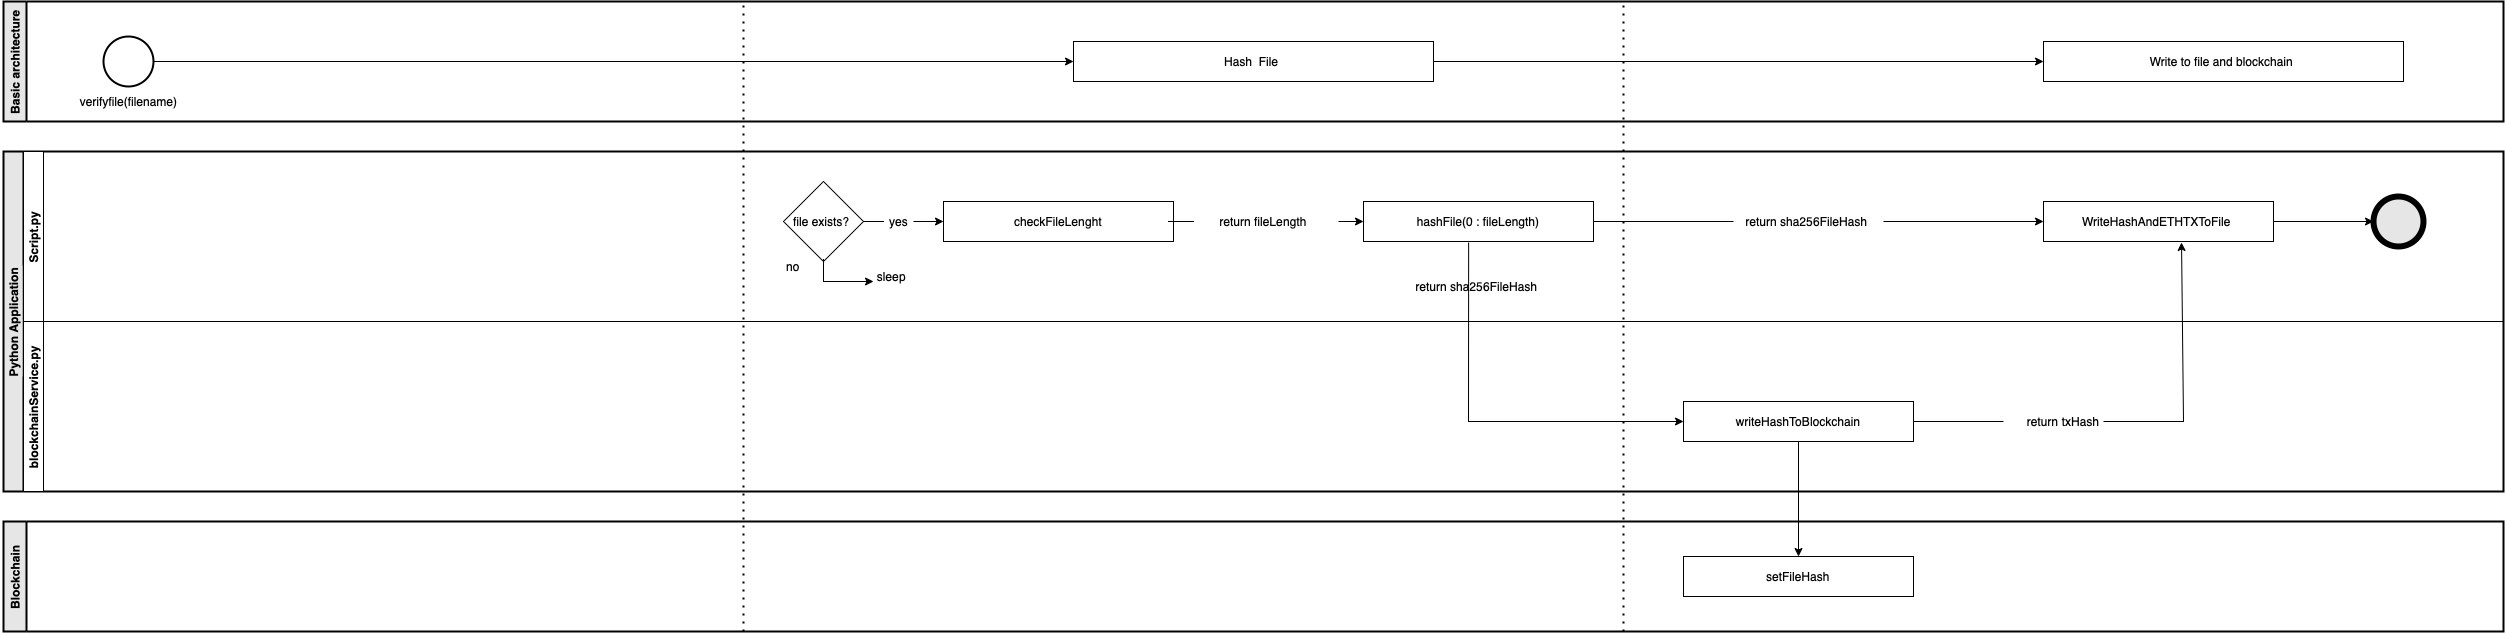 Basic architecture
verifyfile(filename)
Hash File
Write to file and blockchain
Python Application
Script.py
file exists?
yes
no
sleep
checkFileLenght
return fileLength
hashFile(0 : fileLength)
return sha256FileHash
return sha256FileHash
WriteHashAndETHTXToFile
blockchainService.py
writeHashToBlockchain
return txHash
Blockchain
setFileHash